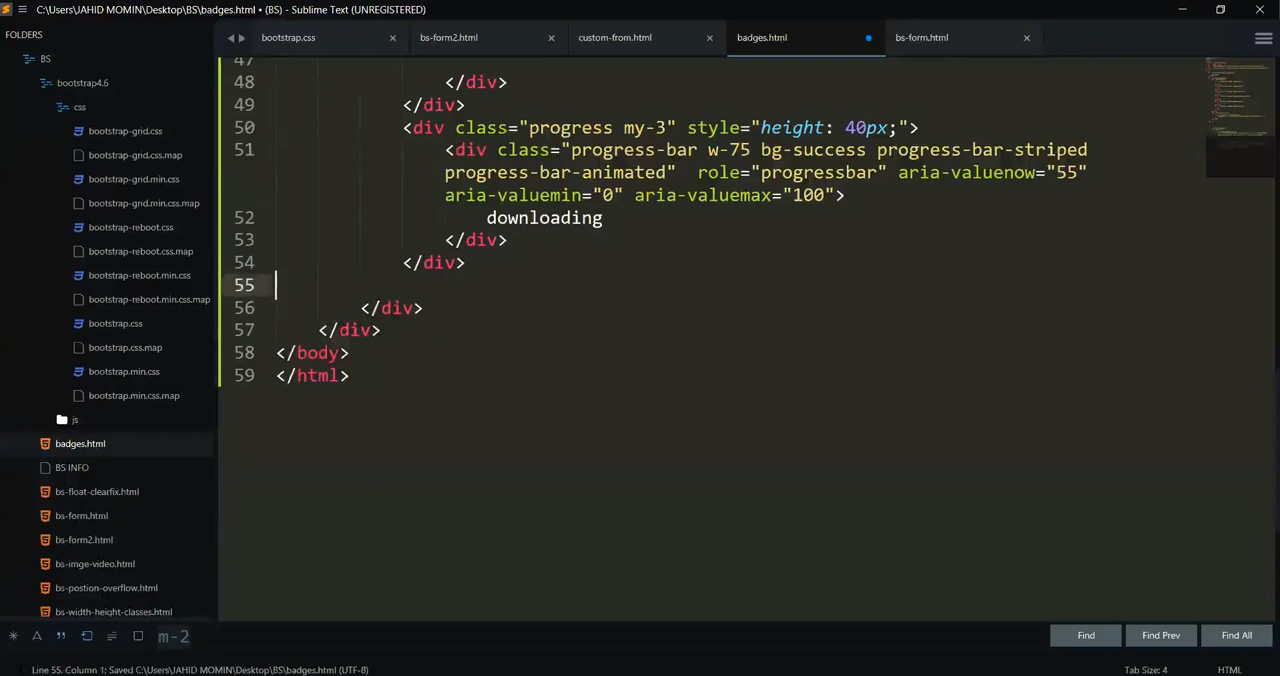 C:\Users\JAHID MOMIN\Desktop\BS\badges.html • (BS) - Sublime Text (UNREGISTERED)
FOLDERS
BS
bootstrap4.6
css
bootstrap-grid.css
bootstrap-grid.css.map
bootstrap-grid.min.css
bootstrap-grid.min.css.map
bootstrap-reboot.css
bootstrap-reboot.css.map
bootstrap-reboot.min.css
bootstrap-reboot.min.css.map
bootstrap.css
bootstrap.css.map
bootstrap.min.css
bootstrap.min.css.map
js
badges.html
BS INFO
bs-float-clearfix.html
bs-form.html
bs-form2.html
bs-imge-video.html
bs-postion-overflow.html
bs-width-height-classes.html
bootstrap.css
bs-form2.html
custom-from.html
badges.html
bs-form.html
47
48 </div>
49 </div>
50 <div class="progress my-3" style="height: 40px;">
51 <div class="progress-bar w-75 bg-success progress-bar-striped
progress-bar-animated"  role="progressbar" aria-valuenow="55"
aria-valuemin="0" aria-valuemax="100">
52 downloading
53 </div>
54 </div>
55
56 </div>
57 </div>
58 </body>
59 </html>
m-2
Find
Find Prev
Find All
Line 55, Column 1; Saved C:\Users\JAHID MOMIN\Desktop\BS\badges.html (UTF-8)
Tab Size: 4
HTML